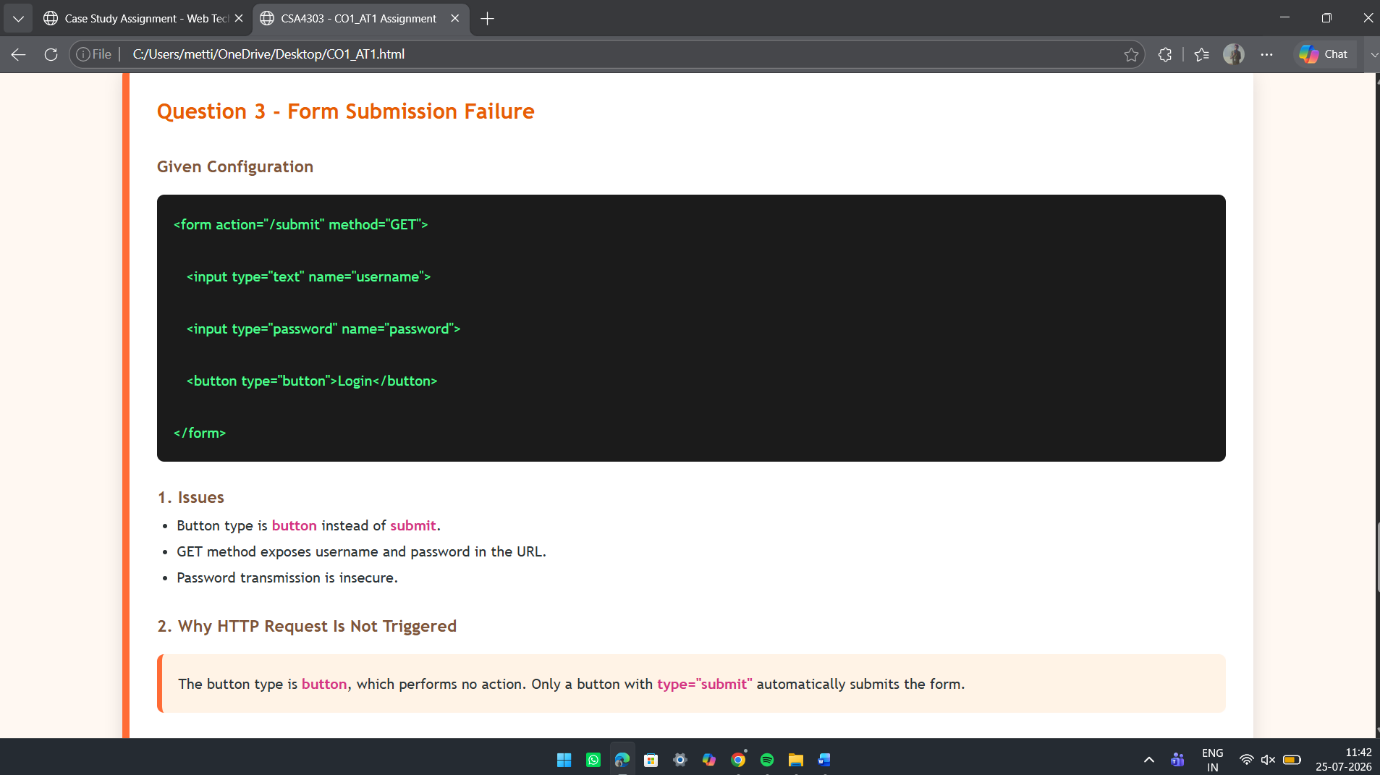 Case Study Assignment - Web Tec
CSA4303 - CO1_AT1 Assignment
File
C:/Users/metti/OneDrive/Desktop/CO1_AT1.html
Chat
Question 3 - Form Submission Failure
Given Configuration
<form action="/submit" method="GET">
<input type="text" name="username">
<input type="password" name="password">
<button type="button">Login</button>
</form>
1. Issues
• Button type is button instead of submit.
• GET method exposes username and password in the URL.
• Password transmission is insecure.
2. Why HTTP Request Is Not Triggered
The button type is button, which performs no action. Only a button with type="submit" automatically submits the form.
ENG
IN
11:42
25-07-2026